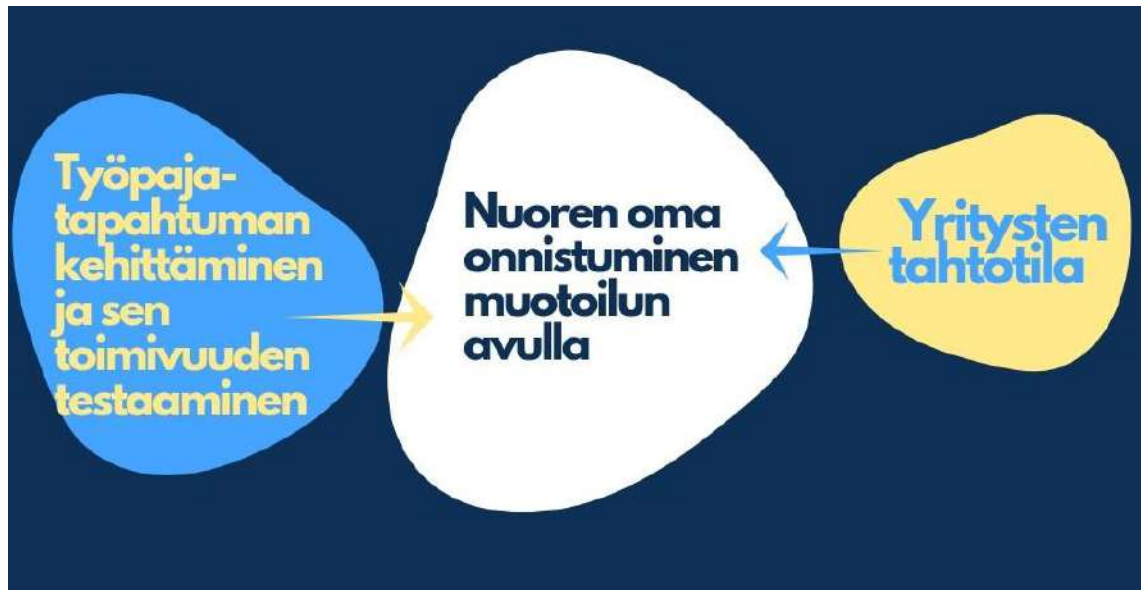 Työpaja-
tapahtuman
kehittäminen
ja sen
toimivuuden
testaaminen
Nuoren oma
onnistuminen
muotoilun
avulla
Yritysten
tahtotila